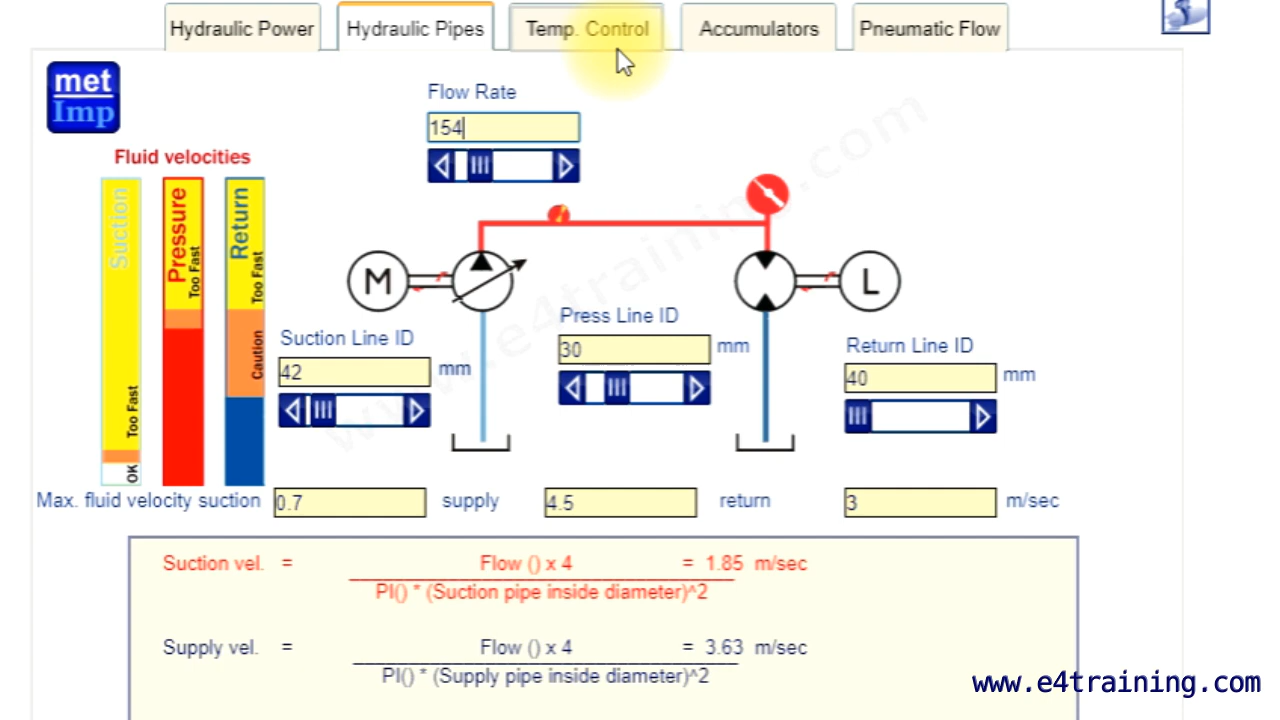 Hydraulic Power
Hydraulic Pipes
Temp. Control
Accumulators
Pneumatic Flow
met
Imp
Flow Rate
154
Fluid velocities
Suction
Too Fast
OK
Pressure
Too Fast
Return
Too Fast
Caution
M
L
Suction Line ID
42 mm
Press Line ID
30 mm
Return Line ID
40 mm
Max. fluid velocity suction 0.7 supply 4.5 return 3 m/sec
Suction vel. = Flow () x 4 = 1.85 m/sec
PI() * (Suction pipe inside diameter)^2
Supply vel. = Flow () x 4 = 3.63 m/sec
PI() * (Supply pipe inside diameter)^2
www.e4training.com
www.e4training.com